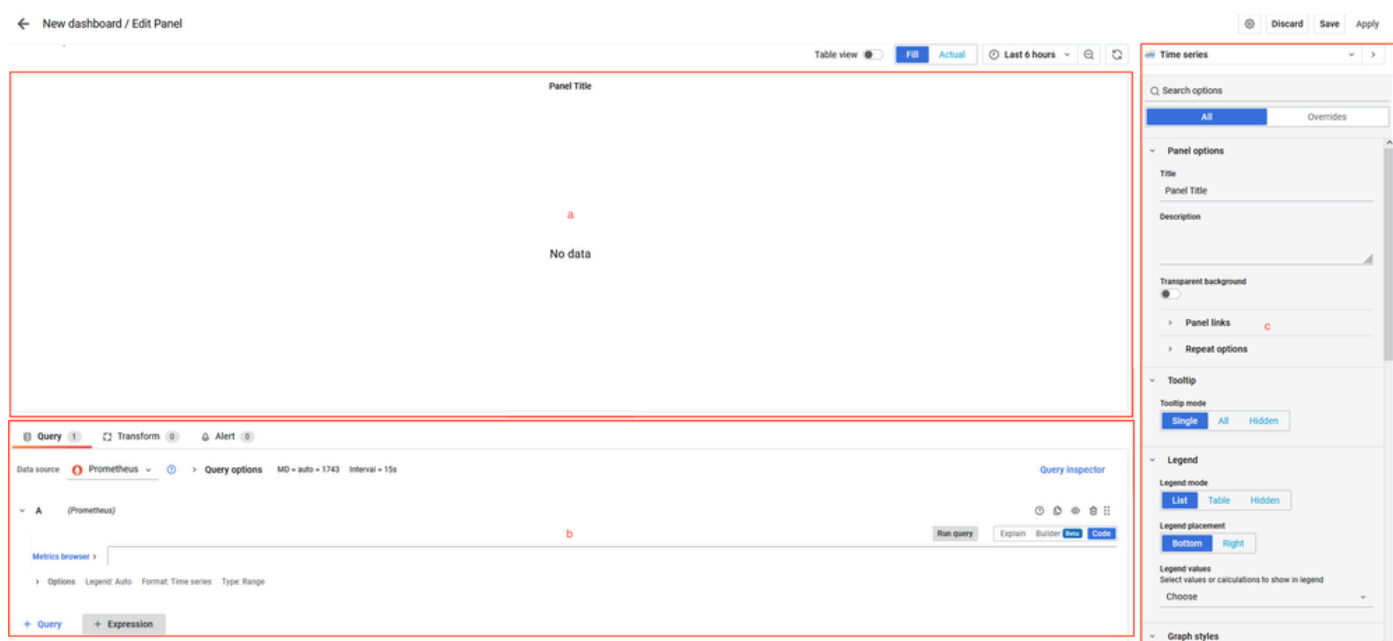 New dashboard / Edit Panel
Discard Save Apply
Table view Fill Actual Last 6 hours
Time series
Panel Title
Search options
All Overrides
Panel options
Title
Panel Title
a
Description
No data
Transparent background
Panel links
c
Repeat options
Tooltip
Tooltip mode
Single All Hidden
Query 1 Transform 0 Alert 0
Data source Prometheus Query options MD = auto = 1743 Interval = 15s Query inspector
Legend
Legend mode
List Table Hidden
A (Prometheus)
Legend placement
b
Run query Explain Builder Beta Code
Bottom Right
Metrics browser >
Legend values
Select values or calculations to show in legend
Options Legend: Auto Format: Time series Type: Range
Choose
+ Query + Expression
Graph styles